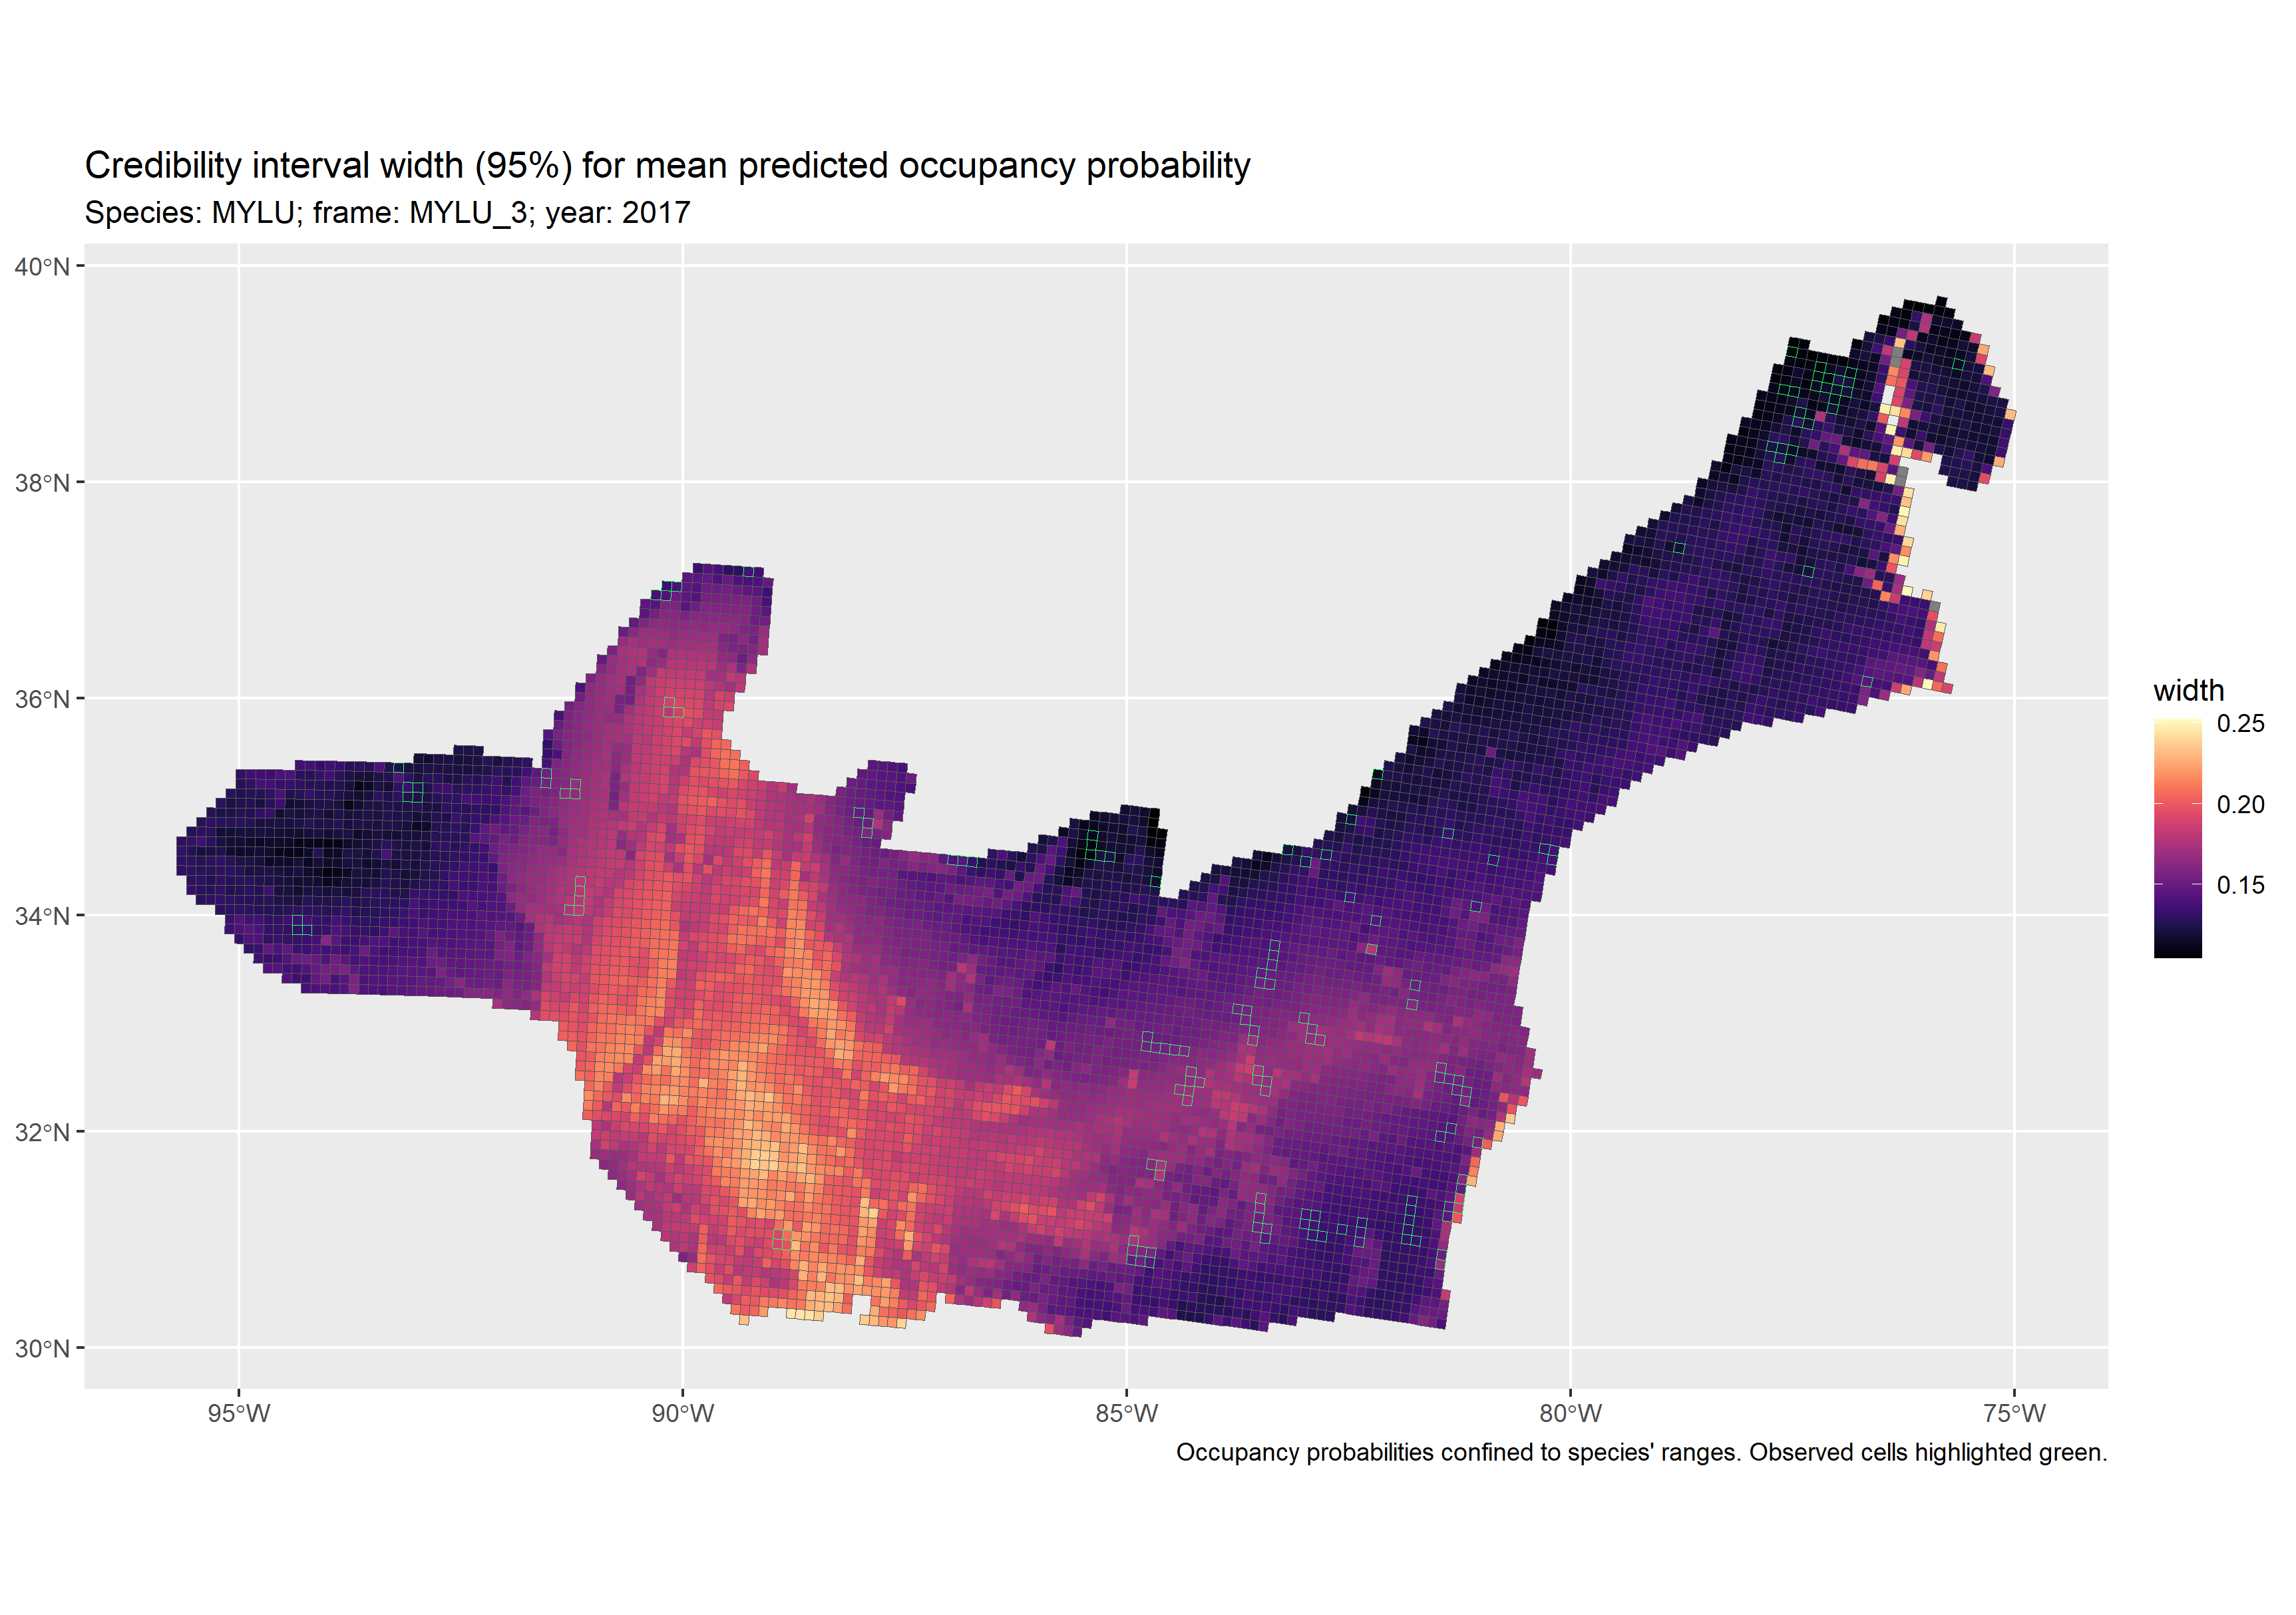 Credibility interval width (95%) for mean predicted occupancy probability
Species: MYLU; frame: MYLU_3; year: 2017
40°N
38°N
36°N
34°N
32°N
30°N
95°W
90°W
85°W
80°W
75°W
width
0.25
0.20
0.15
Occupancy probabilities confined to species' ranges. Observed cells highlighted green.